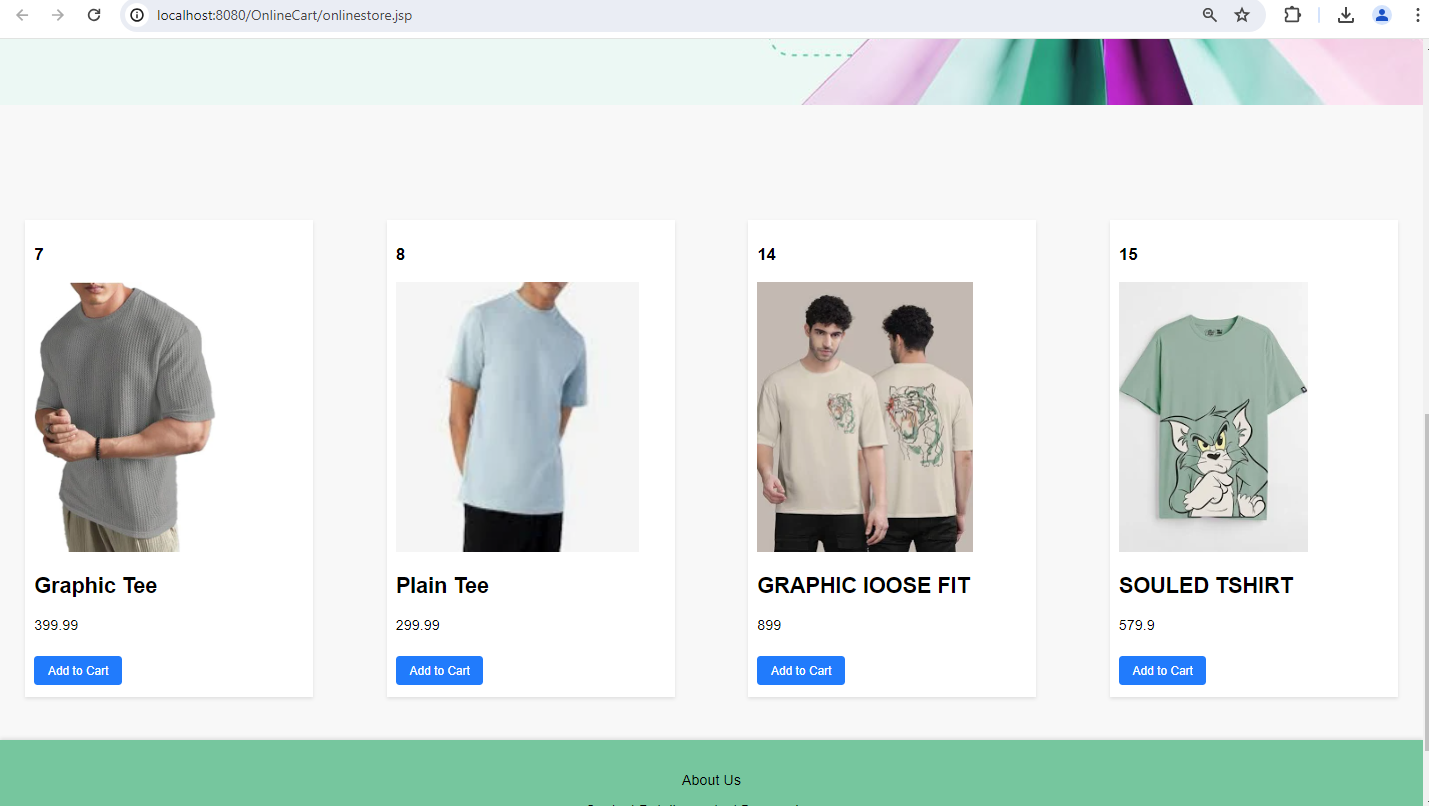 localhost:8080/OnlineCart/onlinestore.jsp
7
8
14
15
Graphic Tee
Plain Tee
GRAPHIC lOOSE FIT
SOULED TSHIRT
399.99
299.99
899
579.9
Add to Cart
Add to Cart
Add to Cart
Add to Cart
About Us